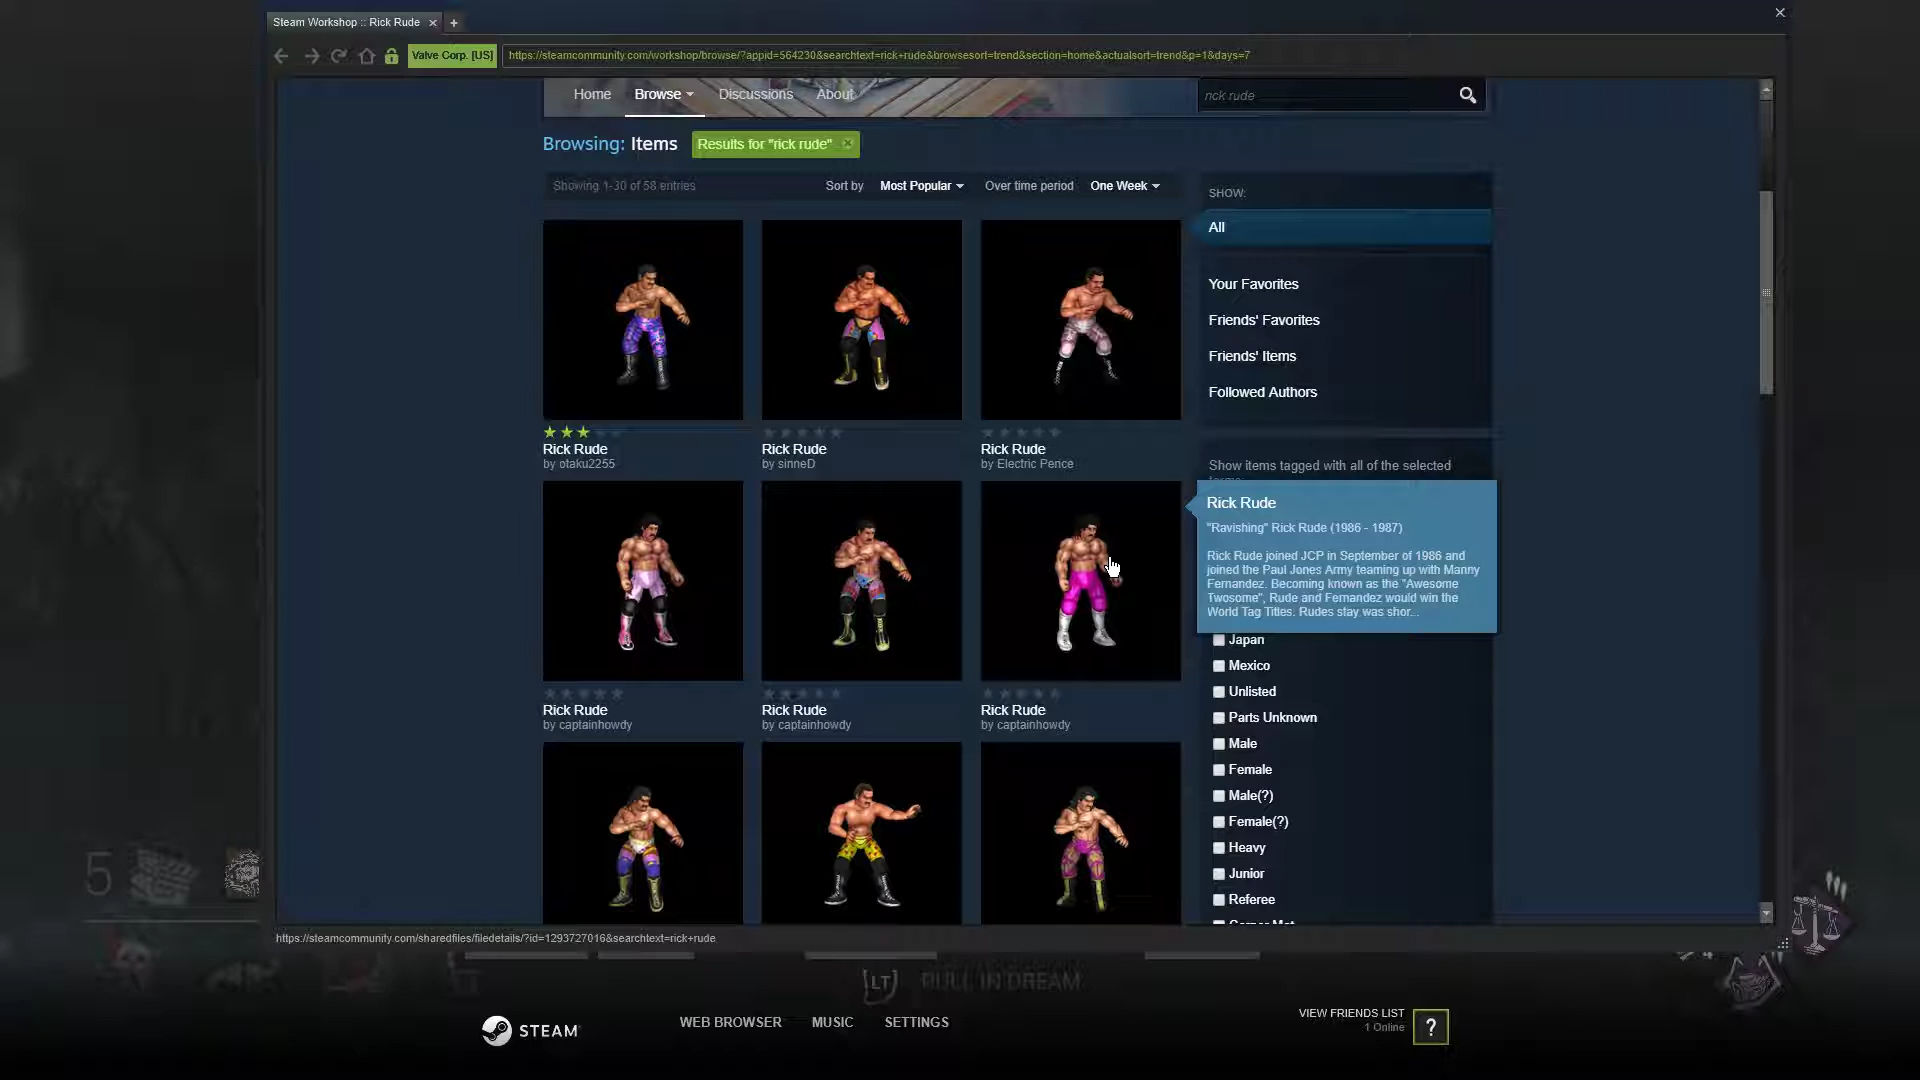 Steam Workshop :: Rick Rude
Valve Corp. [US]
https://steamcommunity.com/workshop/browse/?appid=564230&searchtext=rick+rude&browsesort=trend&section=home&actualsort=trend&p=1&days=7
Home Browse Discussions About
rick rude
Browsing: Items
Results for "rick rude"
Showing 1-30 of 58 entries
Sort by Most Popular Over time period One Week
SHOW:
All
Your Favorites
Friends' Favorites
Friends' Items
Followed Authors
Rick Rude
by otaku2255
Rick Rude
by sinneD
Rick Rude
by Electric Pence
Show items tagged with all of the selected
Rick Rude
"Ravishing" Rick Rude (1986 - 1987)
Rick Rude joined JCP in September of 1986 and
joined the Paul Jones Army teaming up with Manny
Fernandez. Becoming known as the "Awesome
Twosome", Rude and Fernandez would win the
World Tag Titles. Rudes stay was shor...
Japan
Mexico
Unlisted
Parts Unknown
Male
Female
Male(?)
Female(?)
Heavy
Junior
Referee
Rick Rude
by captainhowdy
Rick Rude
by captainhowdy
Rick Rude
by captainhowdy
5
https://steamcommunity.com/sharedfiles/filedetails/?id=1293727016&searchtext=rick+rude
LT PULL IN DREAM
STEAM
WEB BROWSER MUSIC SETTINGS
VIEW FRIENDS LIST
1 Online
?